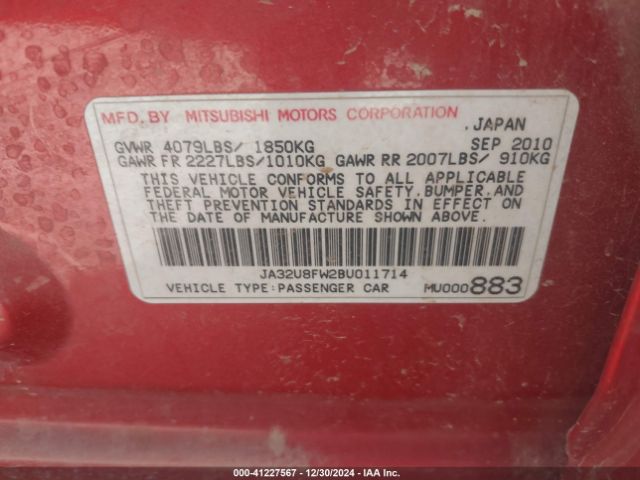 MFD.BY MITSUBISHI MOTORS CORPORATION
.JAPAN
GVWR 4079LBS/ 1850KG SEP 2010
GAWR FR 2227LBS/1010KG GAWR RR 2007LBS/ 910KG
THIS VEHICLE CONFORMS TO ALL APPLICABLE
FEDERAL MOTOR VEHICLE SAFETY,BUMPER,AND
THEFT PREVENTION STANDARDS IN EFFECT ON
THE DATE OF MANUFACTURE SHOWN ABOVE.
JA32U8FW2BU011714
VEHICLE TYPE:PASSENGER CAR MU000883
000-41227567 - 12/30/2024 - IAA Inc.